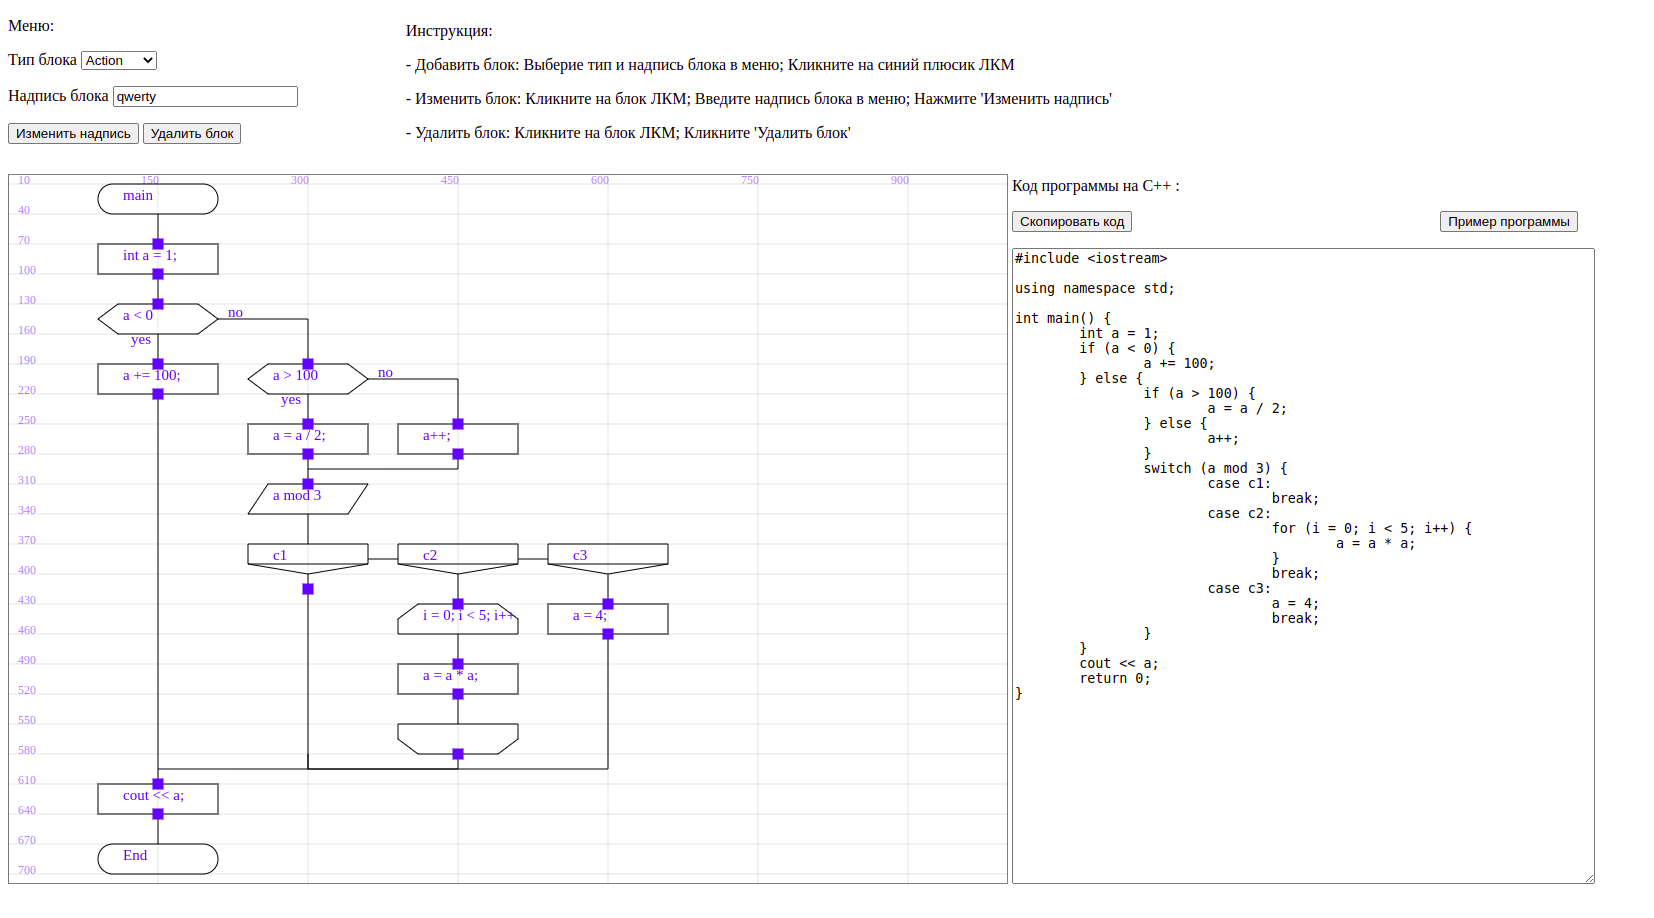 Меню:
Тип блока Action
Надпись блока qwerty
Изменить надпись Удалить блок
Инструкция:
- Добавить блок: Выберие тип и надпись блока в меню; Кликните на синий плюсик ЛКМ
- Изменить блок: Кликните на блок ЛКМ; Введите надпись блока в меню; Нажмите 'Изменить надпись'
- Удалить блок: Кликните на блок ЛКМ; Кликните 'Удалить блок'
10 150 300 450 600 750 900
main
40
70
int a = 1;
100
130
a < 0 no
160
yes
190
a += 100; a > 100 no
220
yes
250
a = a / 2; a++;
280
310
a mod 3
340
370
c1 c2 c3
400
430
i = 0; i < 5; i++ a = 4;
460
490
a = a * a;
520
550
580
610
cout << a;
640
670
End
700
Код программы на C++ :
Скопировать код Пример программы
#include <iostream>
using namespace std;
int main() {
int a = 1;
if (a < 0) {
a += 100;
} else {
if (a > 100) {
a = a / 2;
} else {
a++;
}
switch (a mod 3) {
case c1:
break;
case c2:
for (i = 0; i < 5; i++) {
a = a * a;
}
break;
case c3:
a = 4;
break;
}
}
cout << a;
return 0;
}